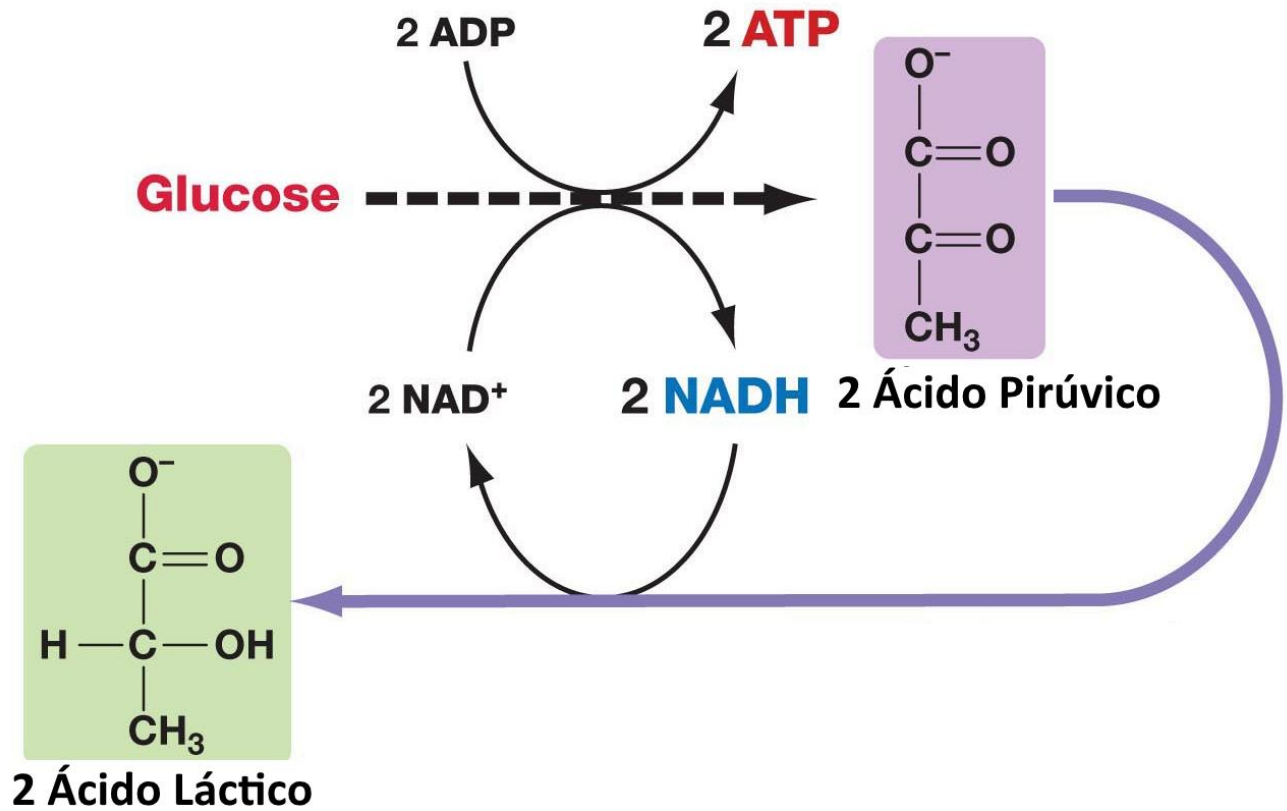 2 ADP
2 ATP
Glucose
O⁻
C=O
C=O
CH₃
2 NAD⁺
2 NADH
2 Ácido Pirúvico
O⁻
C=O
H—C—OH
CH₃
2 Ácido Láctico